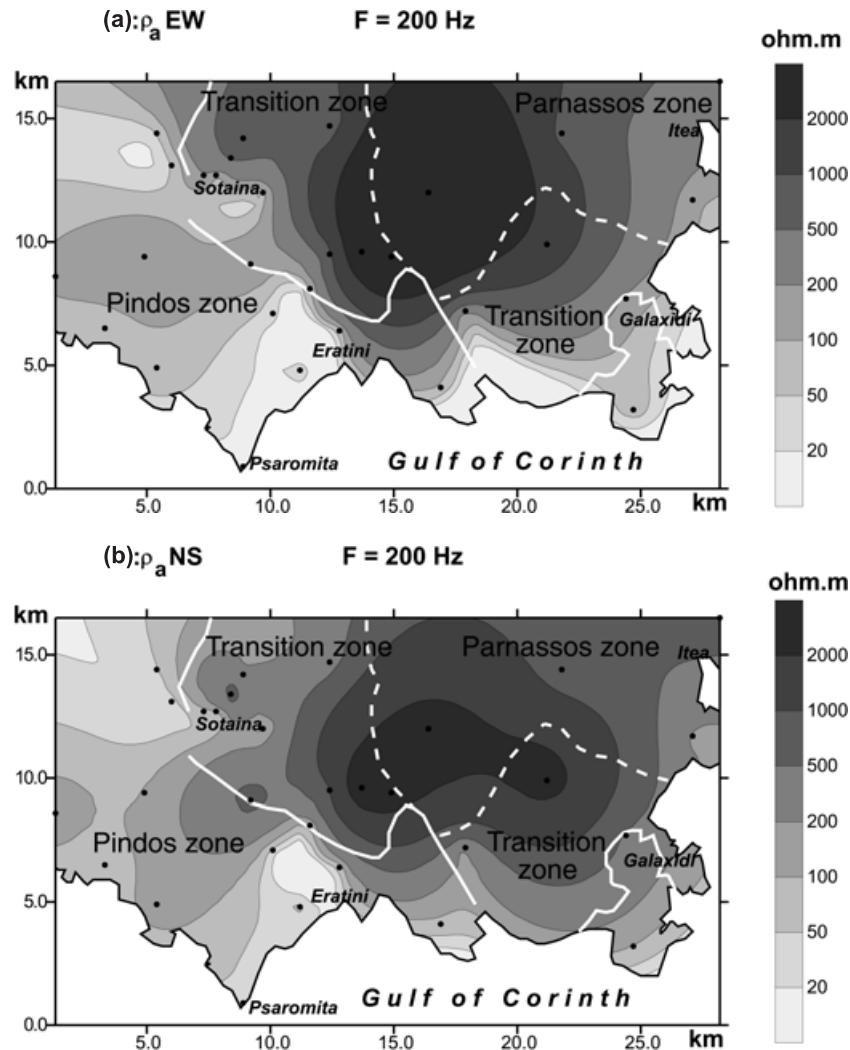 (a):ρa EW F = 200 Hz
ohm.m
km
15.0
10.0
5.0
0.0
Transition zone
Parnassos zone
Itea
Sotaina
Pindos zone
Transition
zone
Galaxidi
Eratini
Psaromita
Gulf of Corinth
5.0 10.0 15.0 20.0 25.0 km
2000
1000
500
200
100
50
20
(b):ρa NS F = 200 Hz
ohm.m
km
15.0
10.0
5.0
0.0
Transition zone
Parnassos zone
Itea
Sotaina
Pindos zone
Transition
zone
Galaxidi
Eratini
Psaromita
Gulf of Corinth
5.0 10.0 15.0 20.0 25.0 km
2000
1000
500
200
100
50
20